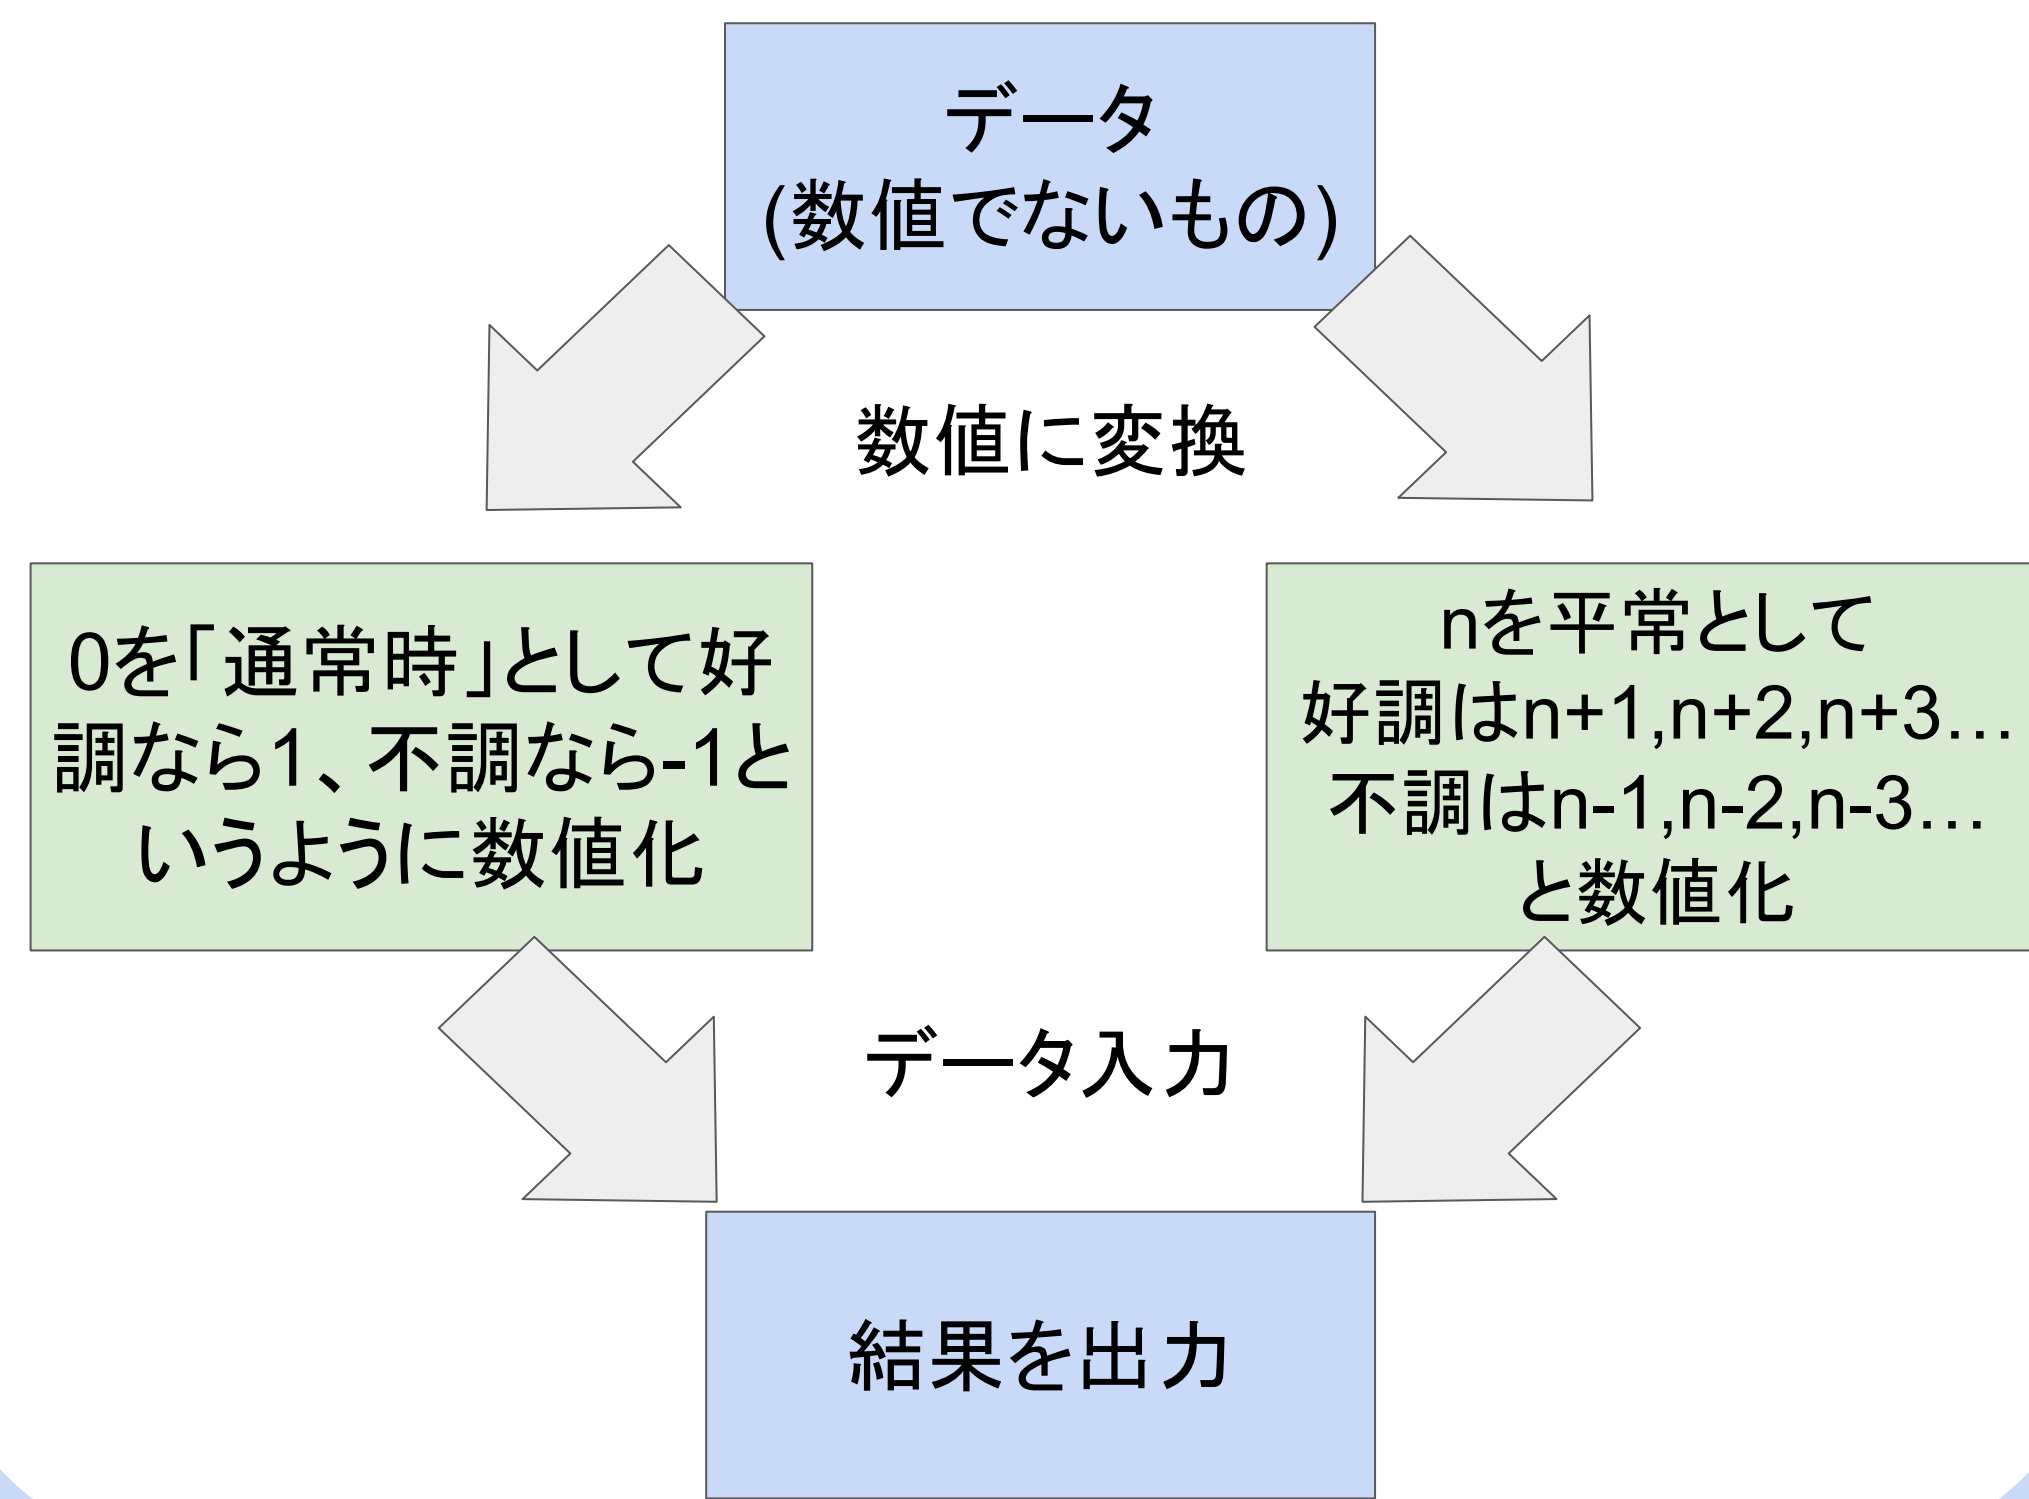 データ
(数値でないもの)
数値に変換
0を「通常時」として好
調なら1、不調なら-1と
いうように数値化
nを平常として
好調はn+1,n+2,n+3…
不調はn-1,n-2,n-3…
と数値化
データ入力
結果を出力